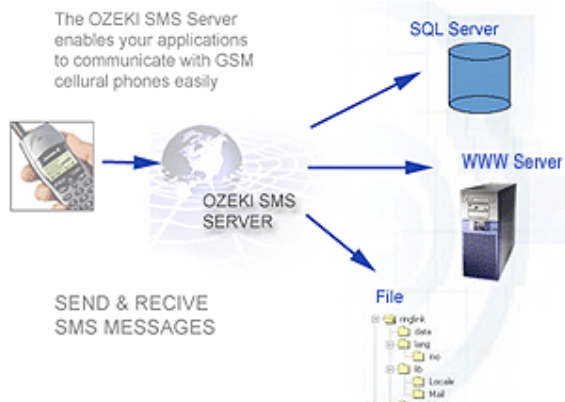 The OZEKI SMS Server
enables your applications
to communicate with GSM
cellural phones easily
SQL Server
WWW Server
OZEKI SMS
SERVER
File
SEND & RECIVE
SMS MESSAGES
ringlink
data
lang
no
lib
Locale
Mail